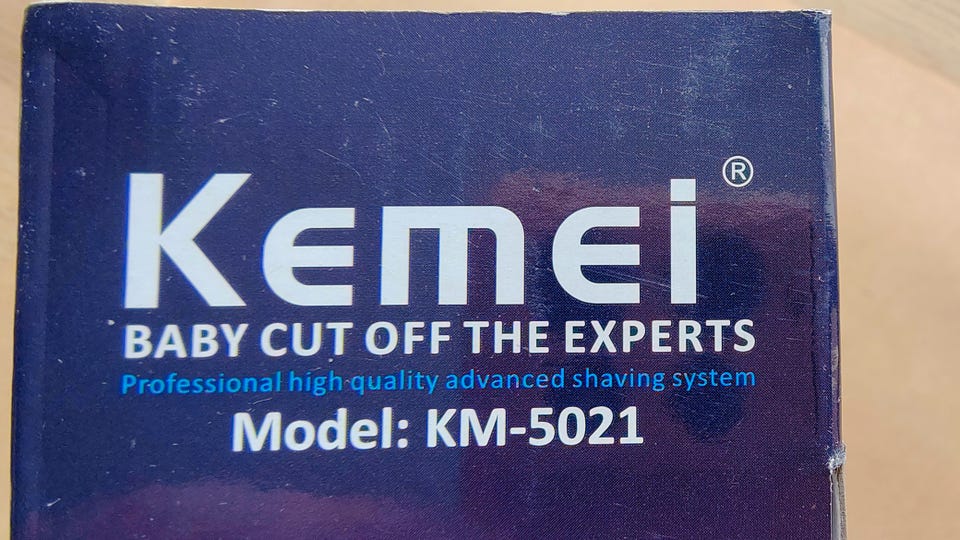 Kemei ®
BABY CUT OFF THE EXPERTS
Professional high quality advanced shaving system
Model: KM-5021